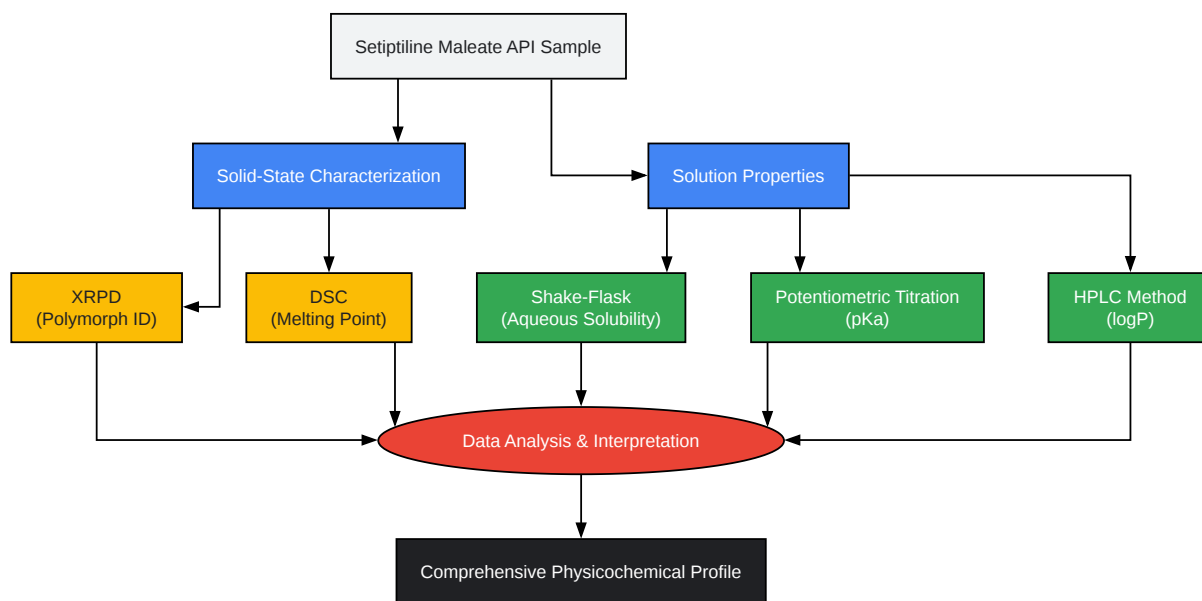 Setiptiline Maleate API Sample
Solid-State Characterization
Solution Properties
XRPD
(Polymorph ID)
DSC
(Melting Point)
Shake-Flask
(Aqueous Solubility)
Potentiometric Titration
(pKa)
HPLC Method
(logP)
Data Analysis & Interpretation
Comprehensive Physicochemical Profile